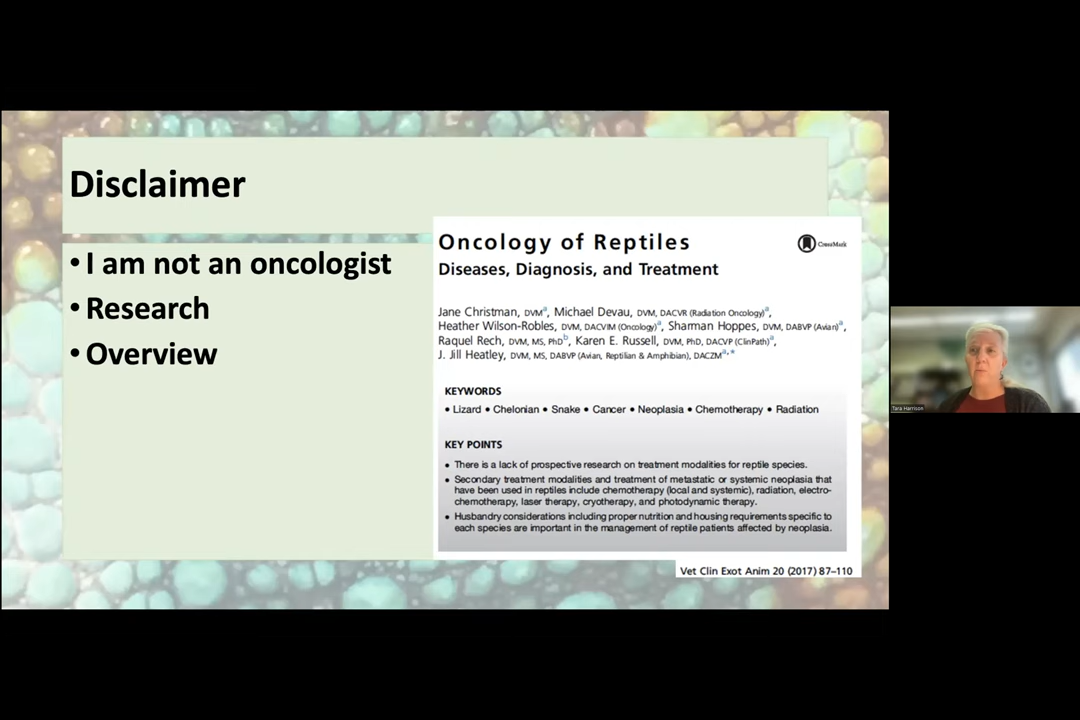 Disclaimer
• I am not an oncologist
• Research
• Overview
Oncology of Reptiles
CrossMark
Diseases, Diagnosis, and Treatment
Jane Christman, DVMa, Michael Devau, DVM, DACVR (Radiation Oncology)a,
Heather Wilson-Robles, DVM, DACVIM (Oncology)a, Sharman Hoppes, DVM, DABVP (Avian)a,
Raquel Rech, DVM, MS, PhDb, Karen E. Russell, DVM, PhD, DACVP (ClinPath)a,
J. Jill Heatley, DVM, MS, DABVP (Avian, Reptilian & Amphibian), DACZMa,*
KEYWORDS
• Lizard • Chelonian • Snake • Cancer • Neoplasia • Chemotherapy • Radiation
KEY POINTS
• There is a lack of prospective research on treatment modalities for reptile species.
• Secondary treatment modalities and treatment of metastatic or systemic neoplasia that
have been used in reptiles include chemotherapy (local and systemic), radiation, electro-
chemotherapy, laser therapy, cryotherapy, and photodynamic therapy.
• Husbandry considerations including proper nutrition and housing requirements specific to
each species are important in the management of reptile patients affected by neoplasia.
Vet Clin Exot Anim 20 (2017) 87–110
Tara Harrison